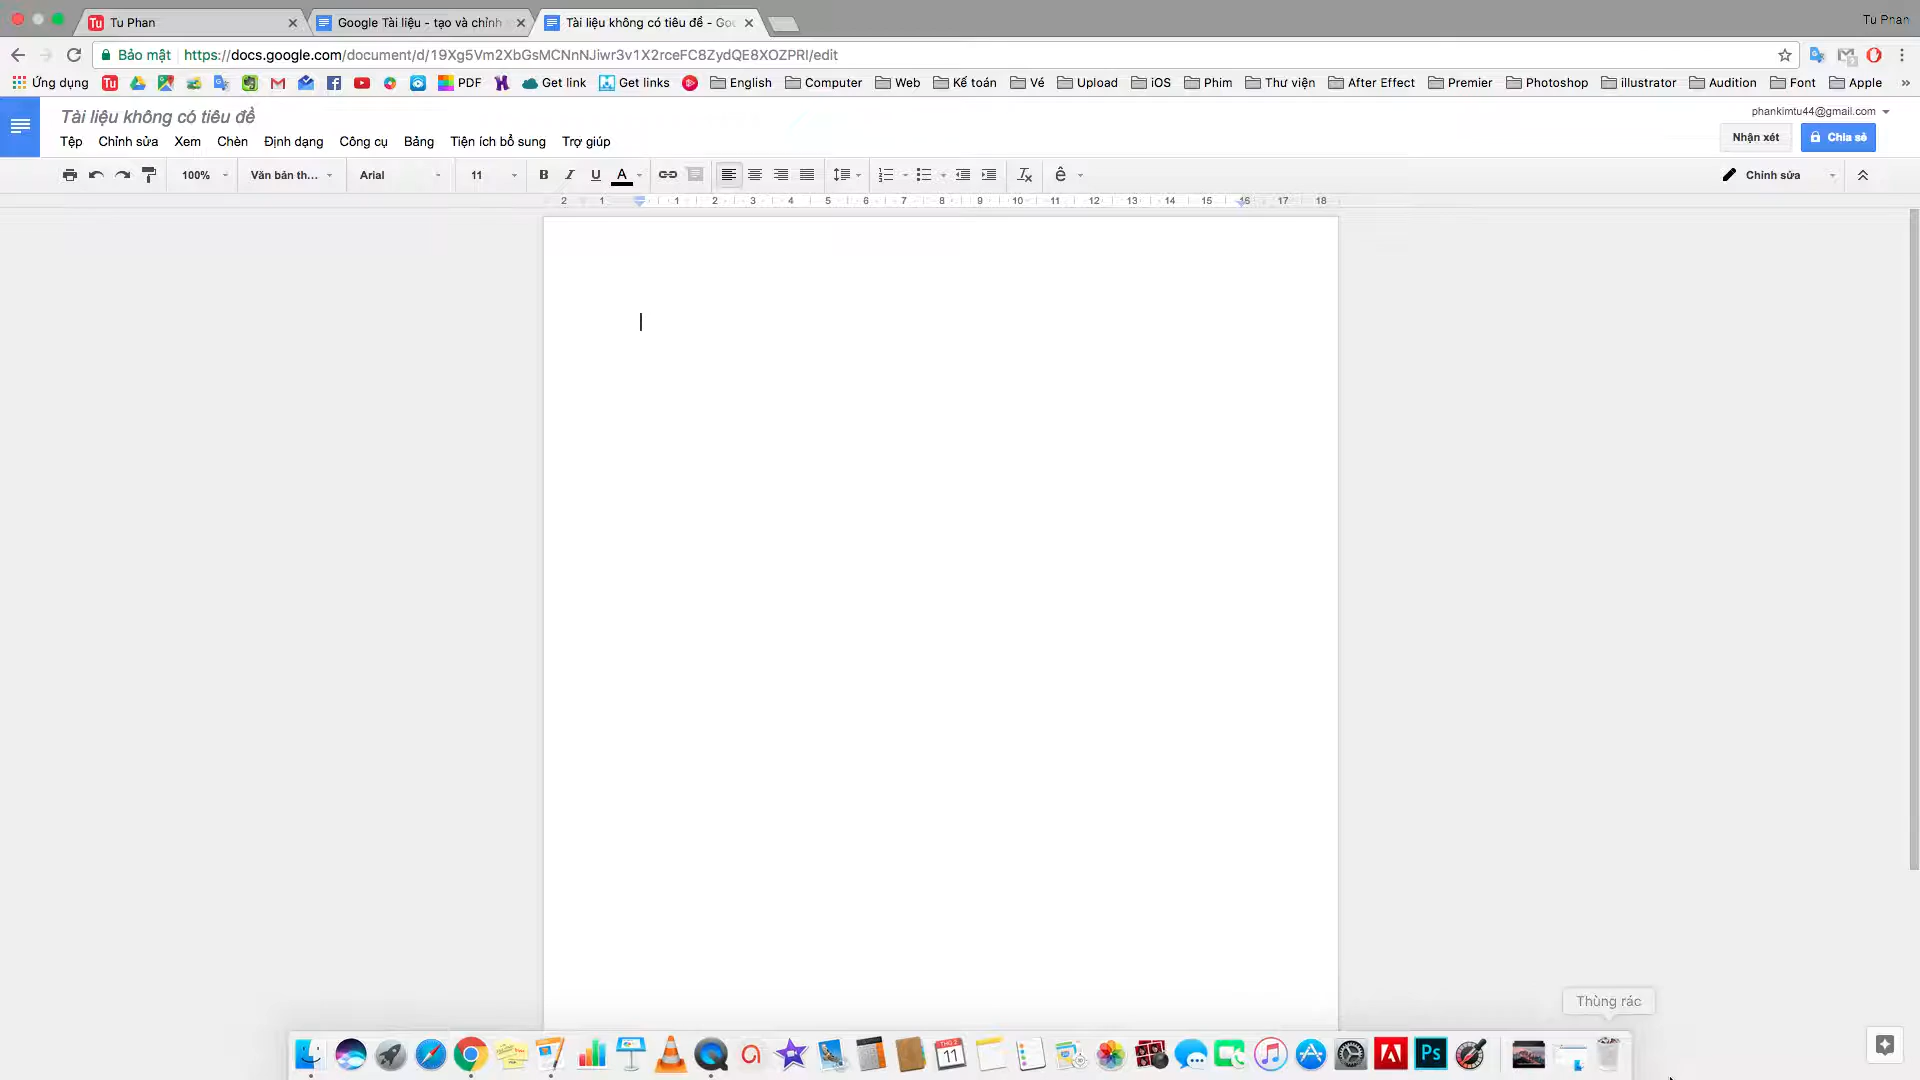 Tu Phan
Google Tài liệu - tạo và chỉnh
Tài liệu không có tiêu đề - Goo
Tu Phan
Bảo mật
https://docs.google.com/document/d/19Xg5Vm2XbGsMCNnNJiwr3v1X2rceFC8ZydQE8XOZPRI/edit
Ứng dụng
PDF
Get link
Get links
English
Computer
Web
Kế toán
Vé
Upload
iOS
Phim
Thư viện
After Effect
Premier
Photoshop
illustrator
Audition
Font
Apple
Tài liệu không có tiêu đề
phankimtu44@gmail.com
Tệp Chỉnh sửa Xem Chèn Định dạng Công cụ Bảng Tiện ích bổ sung Trợ giúp
Nhận xét
Chia sẻ
100%
Văn bản th...
Arial
11
B I U A
ê
Chỉnh sửa
2 1 1 2 3 4 5 6 7 8 9 10 11 12 13 14 15 16 17 18
Thùng rác
THG 3
11
Ps